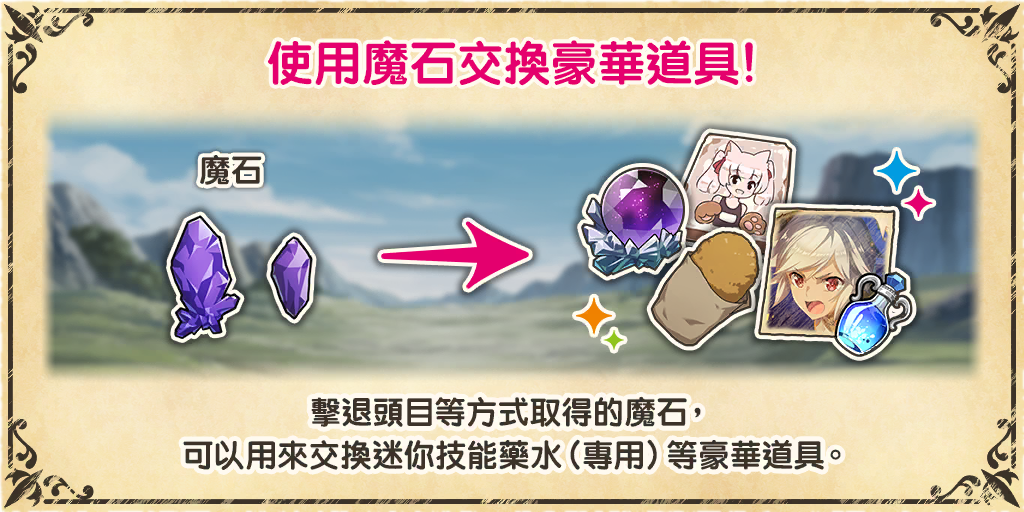 使用魔石交換豪華道具!
魔石
擊退頭目等方式取得的魔石，
可以用來交換迷你技能藥水（專用）等豪華道具。